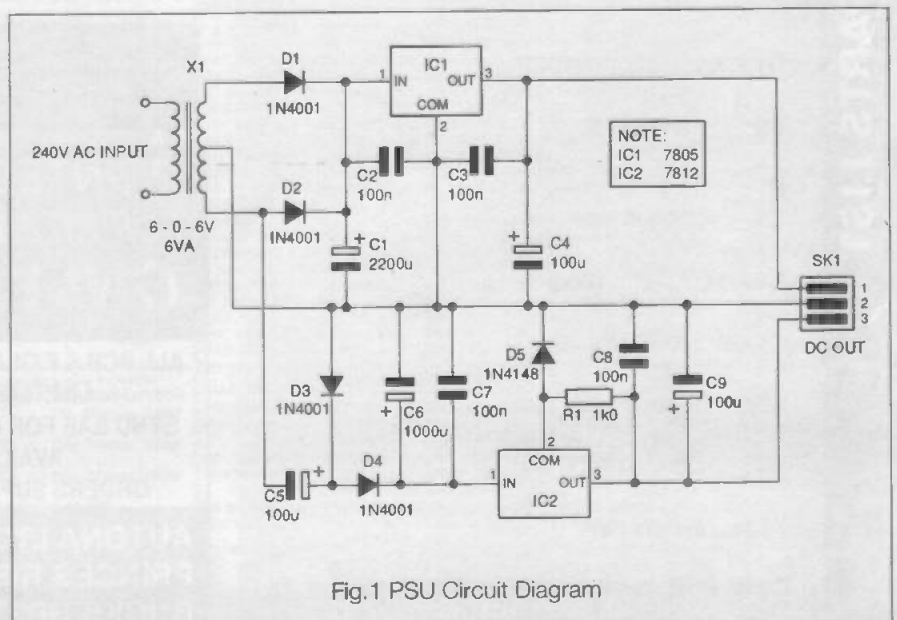 X1
D1
1N4001
1
IN
IC1
OUT
3
COM
2
240V AC INPUT
C2
100n
C3
100n
NOTE:
IC1 7805
IC2 7812
D2
1N4001
6 - 0 - 6V
6VA
+
C1
2200u
+
C4
100u
SK1
1
2
3
DC OUT
D3
1N4001
C6
1000u
+
C7
100n
D5
1N4148
C8
100n
C9
100u
+
R1 1k0
C5
100u
+
D4
1N4001
1
IN
2
COM
OUT
3
IC2
Fig.1 PSU Circuit Diagram